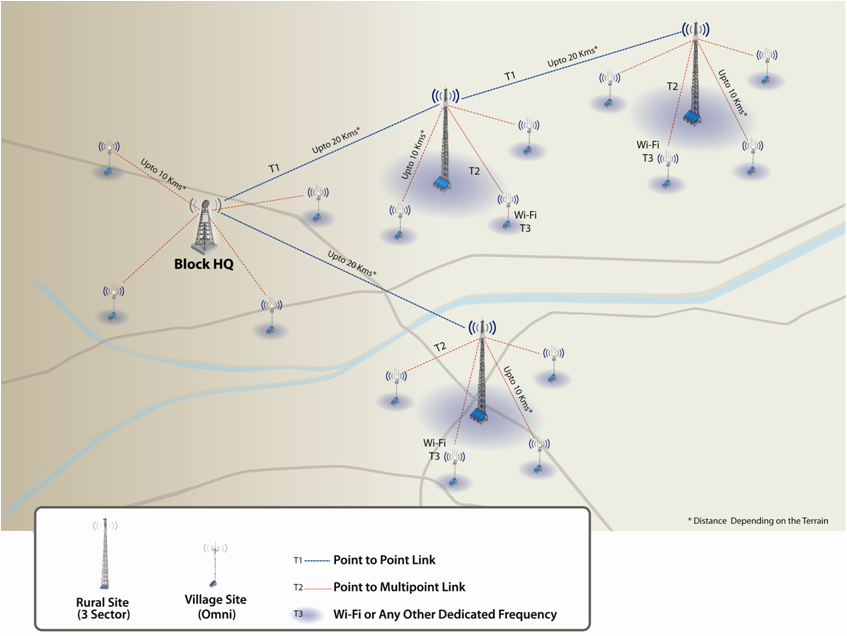 Upto 20 Kms*
T1
T2
Upto 10 Kms*
Wi-Fi
T3
Upto 20 Kms*
T1
Upto 10 Kms*
T2
Wi-Fi
T3
Upto 10 Kms*
Block HQ
Upto 20 Kms*
T2
Upto 10 Kms*
Wi-Fi
T3
* Distance Depending on the Terrain
Rural Site
(3 Sector)
Village Site
(Omni)
T1 Point to Point Link
T2 Point to Multipoint Link
T3 Wi-Fi or Any Other Dedicated Frequency